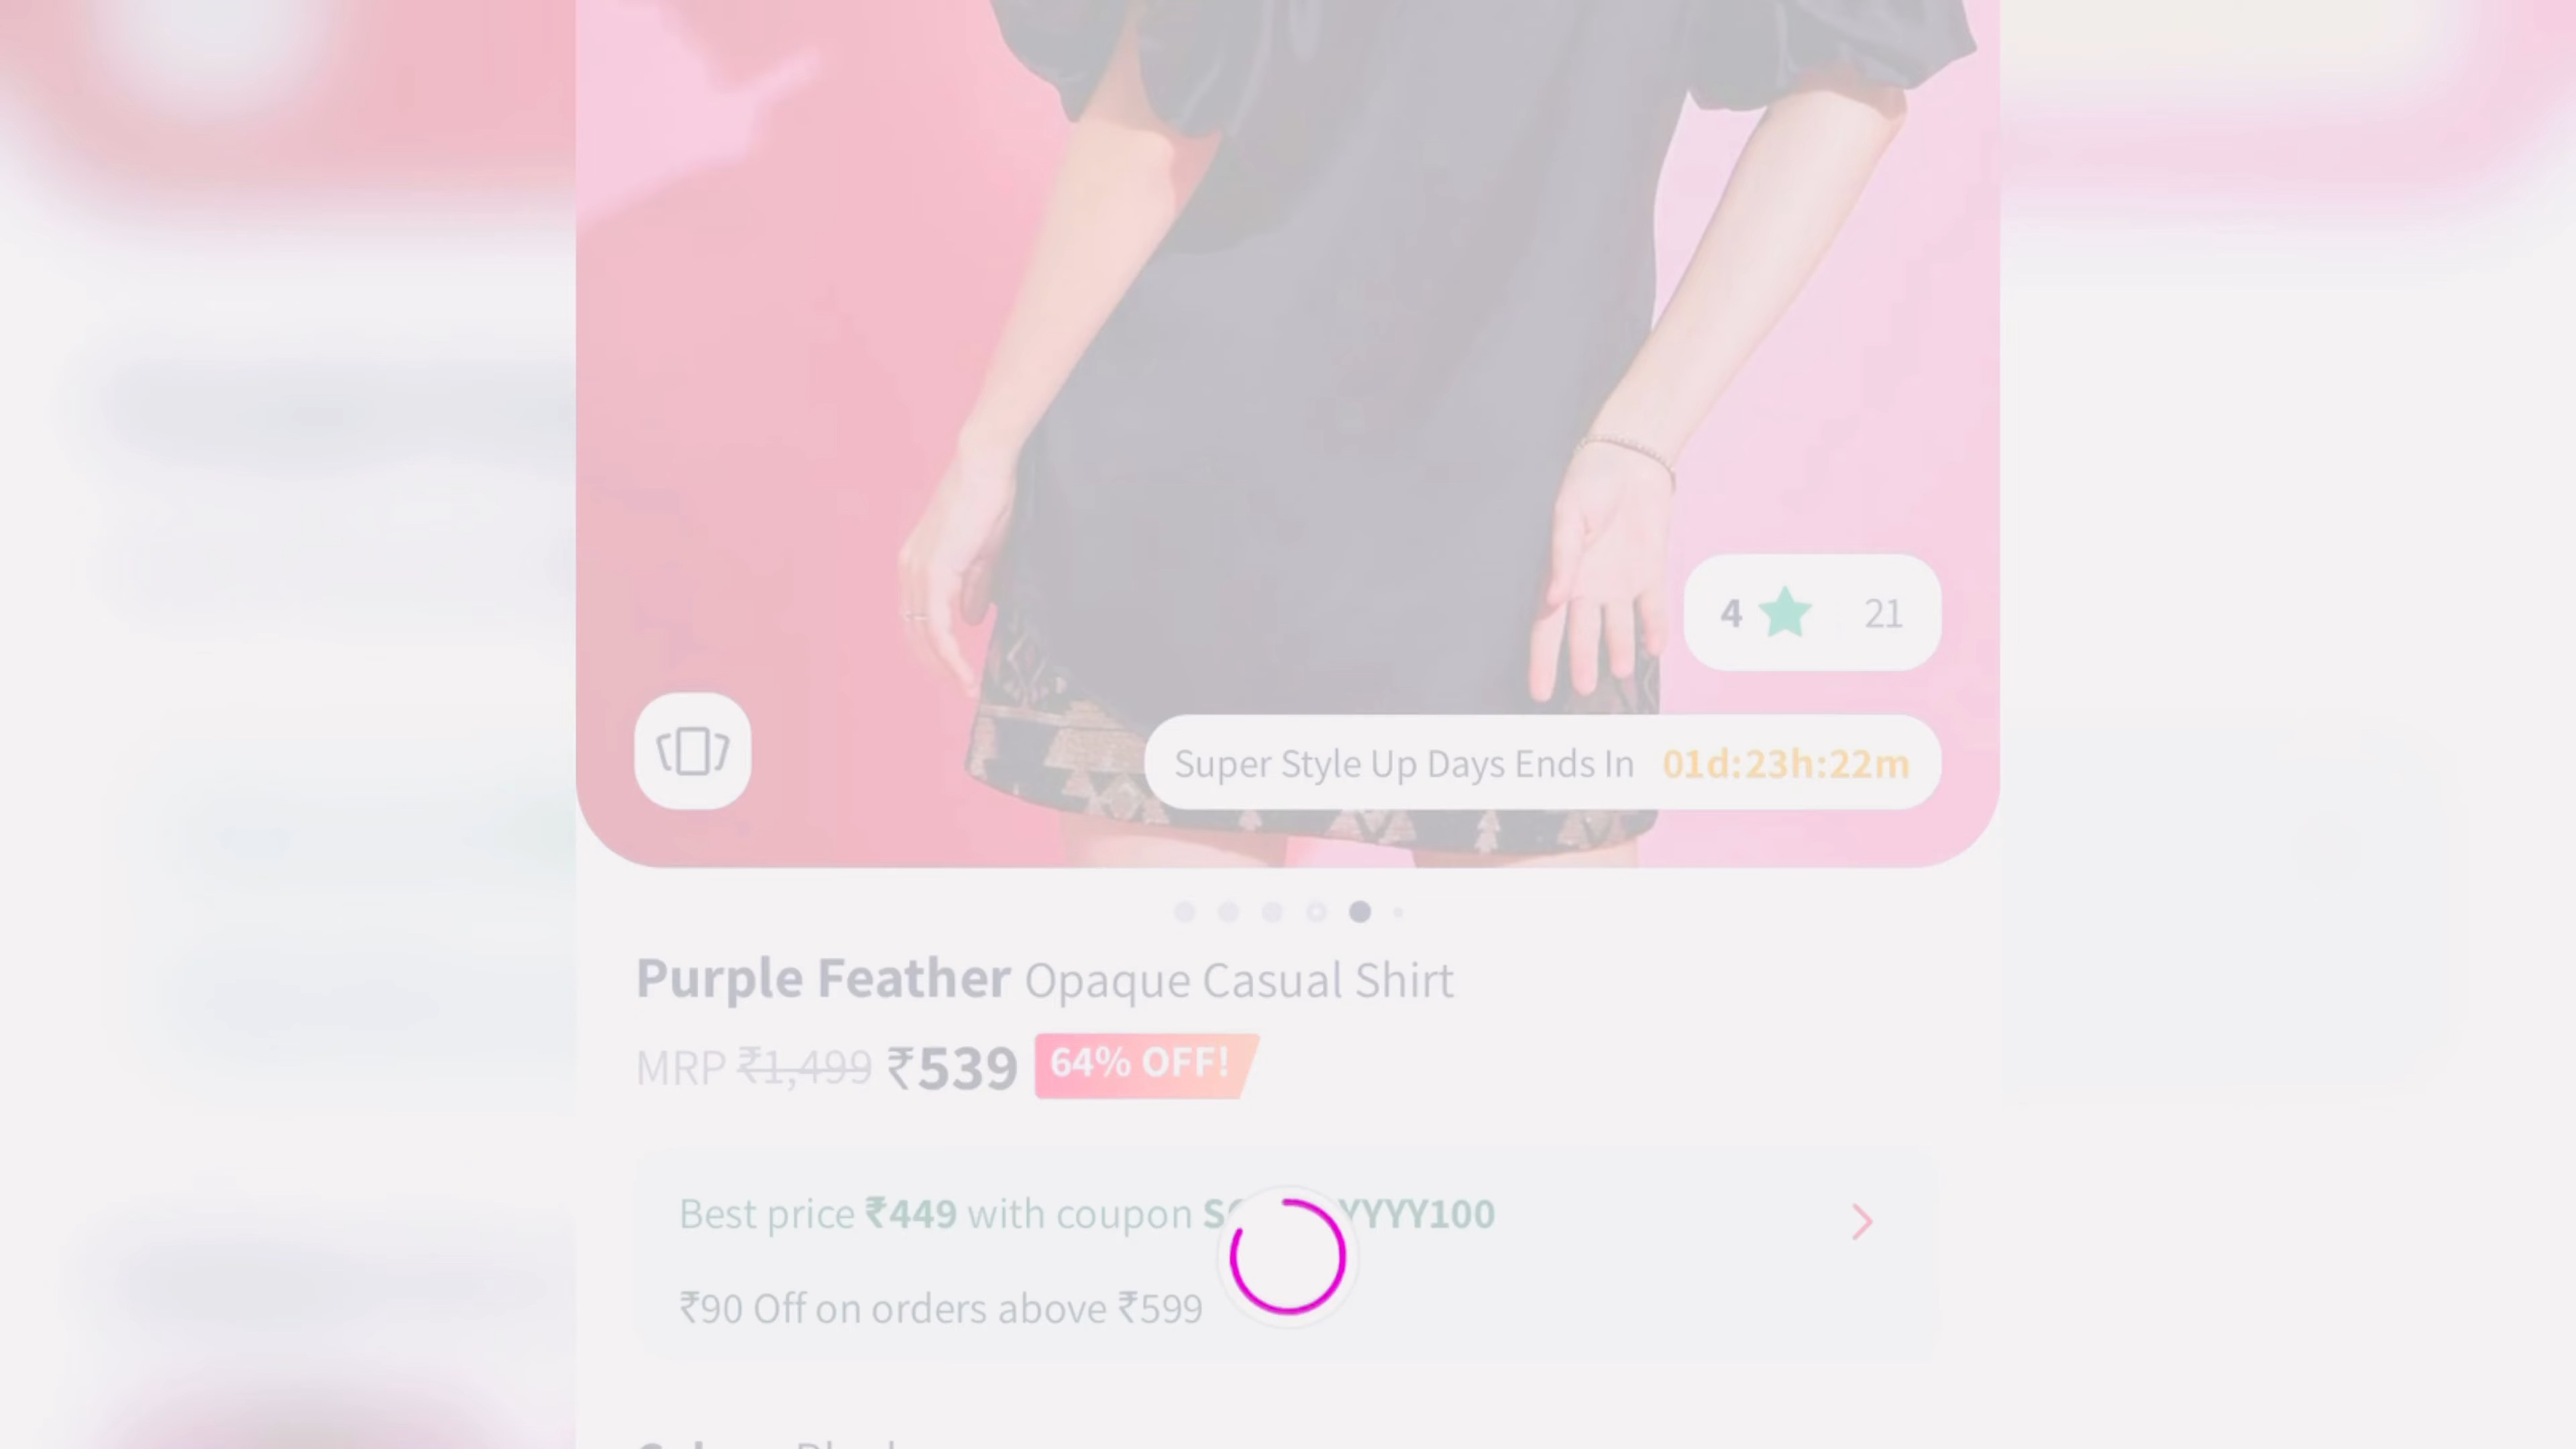 4 21
Super Style Up Days Ends In 01d:23h:22m
Purple Feather Opaque Casual Shirt
MRP ₹1,499 ₹539 64% OFF!
Best price ₹449 with coupon
₹90 Off on orders above ₹599